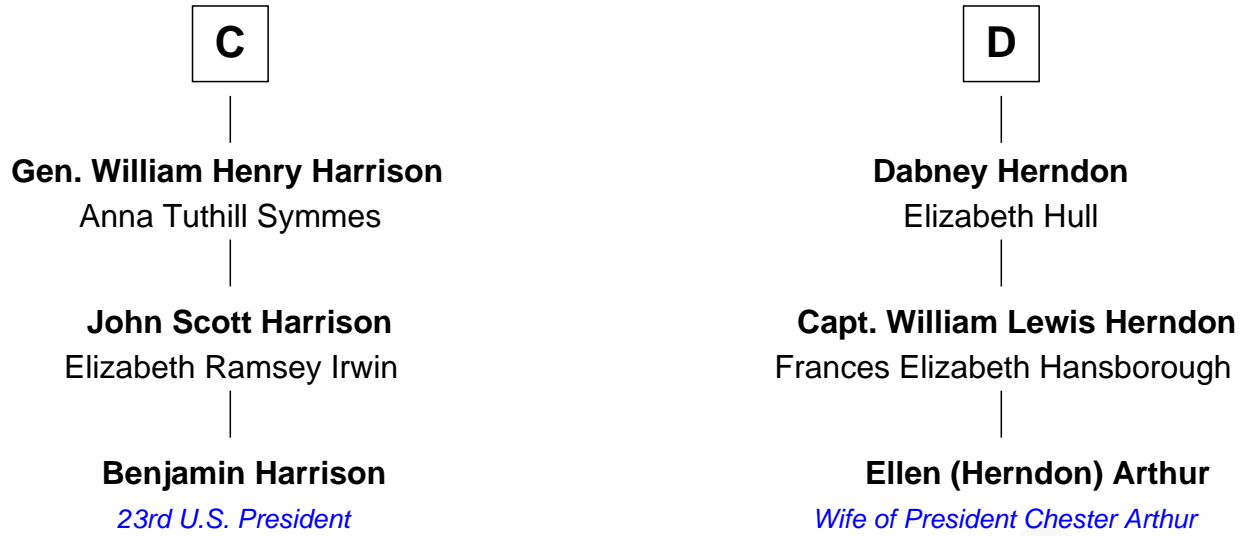 C
Gen. William Henry Harrison
Anna Tuthill Symmes
John Scott Harrison
Elizabeth Ramsey Irwin
Benjamin Harrison
23rd U.S. President
D
Dabney Herndon
Elizabeth Hull
Capt. William Lewis Herndon
Frances Elizabeth Hansborough
Ellen (Herndon) Arthur
Wife of President Chester Arthur